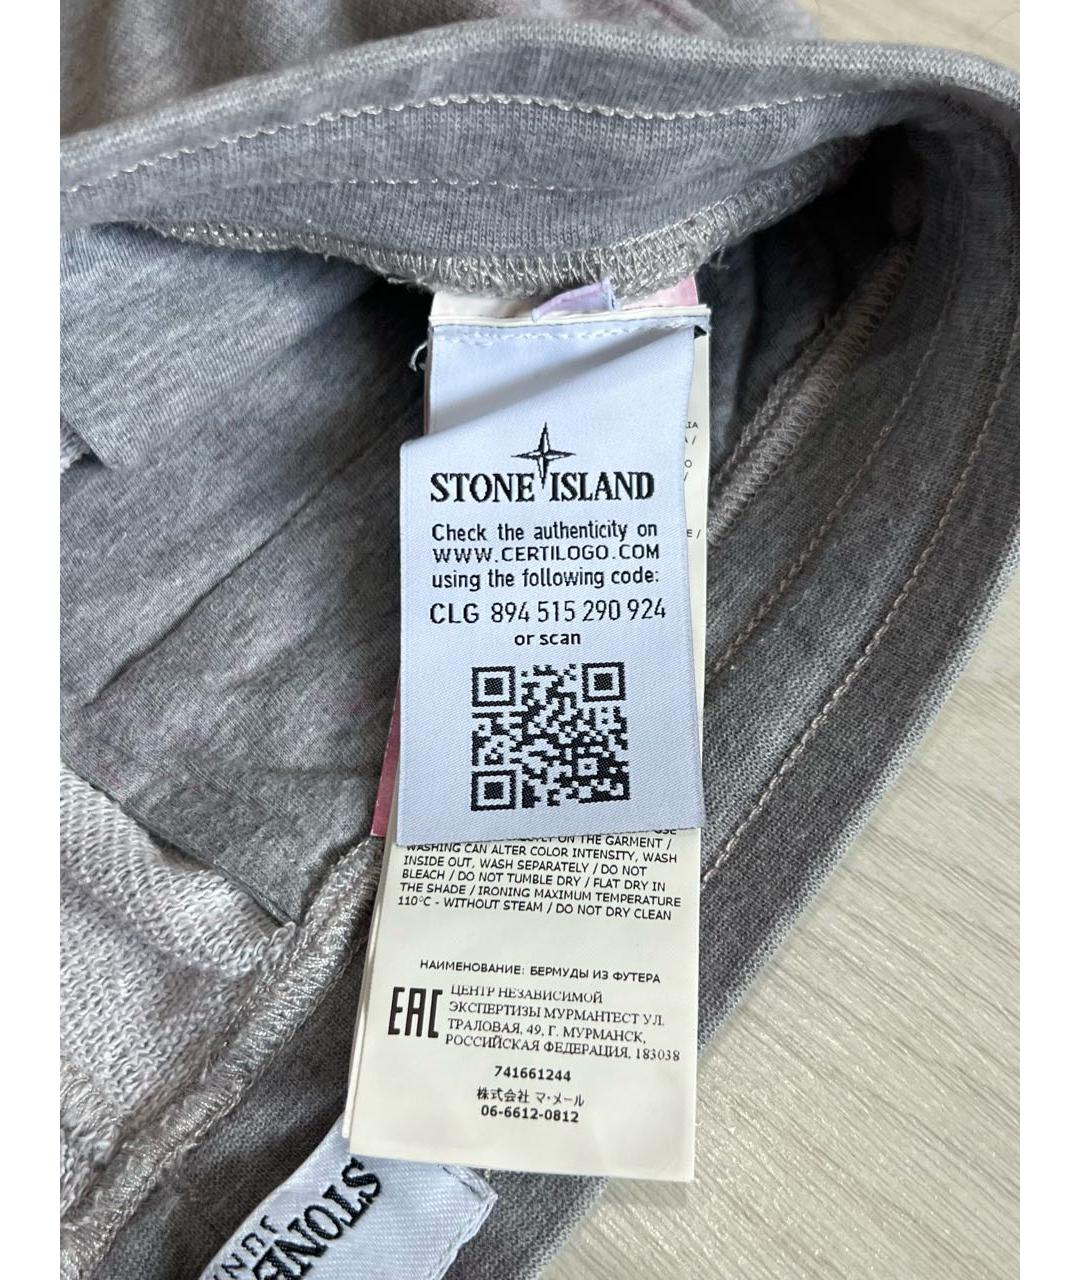 STONE ISLAND
Check the authenticity on
WWW.CERTILOGO.COM
using the following code:
CLG 894 515 290 924
or scan
ON THE GARMENT /
WASHING CAN ALTER COLOR INTENSITY, WASH
INSIDE OUT, WASH SEPARATELY / DO NOT
BLEACH / DO NOT TUMBLE DRY / FLAT DRY IN
THE SHADE / IRONING MAXIMUM TEMPERATURE
110°C - WITHOUT STEAM / DO NOT DRY CLEAN
НАИМЕНОВАНИЕ: БЕРМУДЫ ИЗ ФУТЕРА
EAC
ЦЕНТР НЕЗАВИСИМОЙ
ЭКСПЕРТИЗЫ МУРМАНТЕСТ УЛ.
ТРАЛОВАЯ, 49, Г. МУРМАНСК,
РОССИЙСКАЯ ФЕДЕРАЦИЯ, 183038
741661244
株式会社 マ・メール
06-6612-0812
STONE